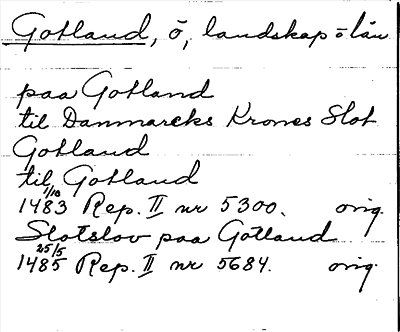 Gotland, ö, landskap o län
paa Gotland
til Danmarcks Krones Slot
Gotland
til Gotland
1483 1/10 Rep. II nr 5300. orig.
Slotslov paa Gotland
1485 25/5 Rep. II nr 5684. orig.